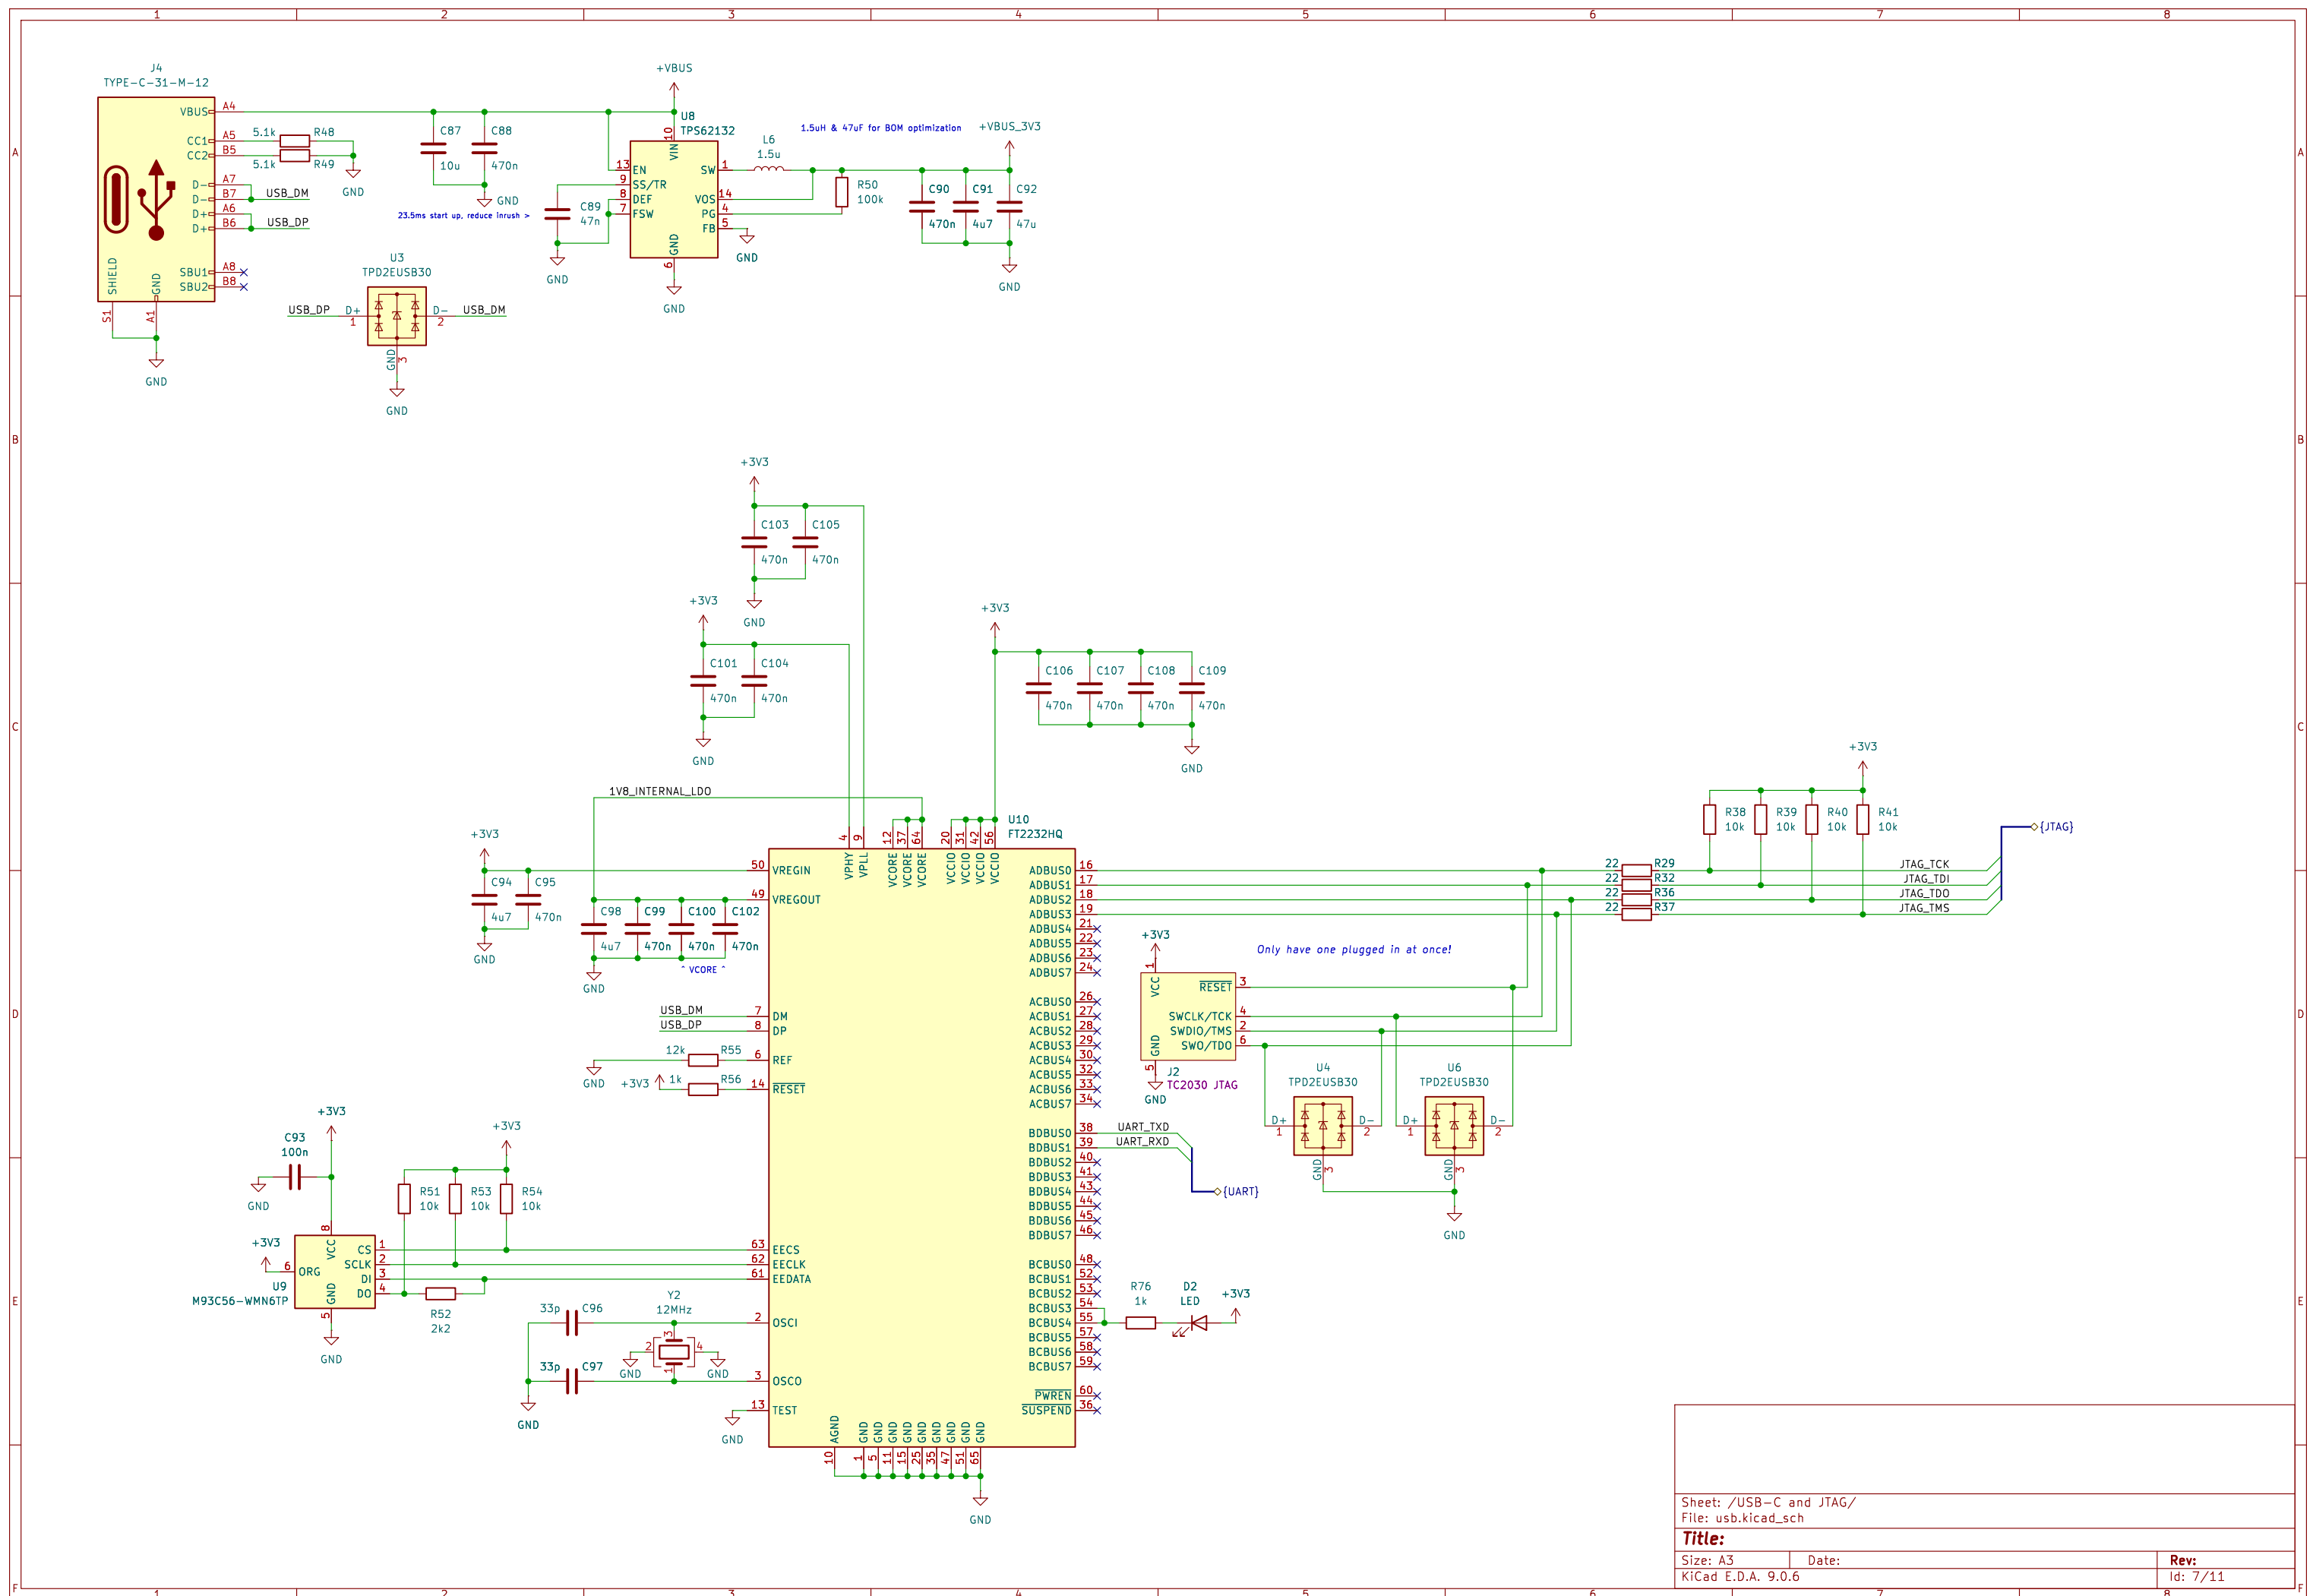 1 2 3 4 5 6 7 8
A
B
C
D
E
F
J4
TYPE-C-31-M-12
VBUS A4
CC1 A5
CC2 B5
D- A7
D- B7
D+ A6
D+ B6
SBU1 A8
SBU2 B8
SHIELD
GND
S1
A1
GND
5.1k R48
5.1k R49
GND
USB_DM
USB_DP
C87
10u
C88
470n
GND
23.5ms start up, reduce inrush >
C89
47n
GND
+VBUS
U8
TPS62132
10 VIN
13 EN
9 SS/TR
8 DEF
7 FSW
SW 1
VOS 14
PG 4
FB 5
GND 6
GND
GND
L6
1.5u
1.5uH & 47uF for BOM optimization
+VBUS_3V3
R50
100k
C90
470n
C91
4u7
C92
47u
GND
U3
TPD2EUSB30
USB_DP D+ 1
D- 2 USB_DM
GND 3
GND
+3V3
C103
470n
C105
470n
GND
+3V3
C101
470n
C104
470n
GND
+3V3
C106
470n
C107
470n
C108
470n
C109
470n
GND
1V8_INTERNAL_LDO
+3V3
C94
4u7
C95
470n
GND
C98
4u7
C99
470n
C100
470n
C102
470n
^ VCORE ^
GND
U10
FT2232HQ
4 VPHY
9 VPLL
12 VCORE
37 VCORE
64 VCORE
20 VCCIO
31 VCCIO
42 VCCIO
56 VCCIO
50 VREGIN
49 VREGOUT
USB_DM 7 DM
USB_DP 8 DP
GND 12k R55 6 REF
+3V3 1k R56 14 RESET
63 EECS
62 EECLK
61 EEDATA
2 OSCI
3 OSCO
GND 13 TEST
ADBUS0 16
ADBUS1 17
ADBUS2 18
ADBUS3 19
ADBUS4 21
ADBUS5 22
ADBUS6 23
ADBUS7 24
ACBUS0 26
ACBUS1 27
ACBUS2 28
ACBUS3 29
ACBUS4 30
ACBUS5 32
ACBUS6 33
ACBUS7 34
BDBUS0 38 UART_TXD
BDBUS1 39 UART_RXD
BDBUS2 40
BDBUS3 41
BDBUS4 43
BDBUS5 44
BDBUS6 45
BDBUS7 46
{UART}
BCBUS0 48
BCBUS1 52
BCBUS2 53
BCBUS3 54
BCBUS4 55
BCBUS5 57
BCBUS6 58
BCBUS7 59
PWREN 60
SUSPEND 36
AGND GND GND GND GND GND GND GND GND GND
10 1 5 11 15 25 35 47 51 65
GND
22 R29
22 R32
22 R36
22 R37
+3V3
R38
10k
R39
10k
R40
10k
R41
10k
JTAG_TCK
JTAG_TDI
JTAG_TDO
JTAG_TMS
{JTAG}
Only have one plugged in at once!
+3V3
1 VCC
RESET 3
SWCLK/TCK 4
SWDIO/TMS 2
SWO/TDO 6
GND 5
J2
TC2030 JTAG
GND
U4
TPD2EUSB30
D+ 1
D- 2
GND 3
U6
TPD2EUSB30
D+ 1
D- 2
GND 3
GND
R76
1k
D2
LED
+3V3
+3V3
C93
100n
GND
+3V3
R51
10k
R53
10k
R54
10k
+3V3
8 VCC
6 ORG
CS 1
SCLK 2
DI 3
DO 4
GND 5
U9
M93C56-WMN6TP
GND
R52
2k2
33p C96
33p C97
GND
Y2
12MHz
3
2
4
1
GND
GND
Sheet: /USB-C and JTAG/
File: usb.kicad_sch
Title:
Size: A3 Date: Rev:
KiCad E.D.A. 9.0.6 Id: 7/11
1 2 3 4 5 6 7 8
A
B
C
D
E
F